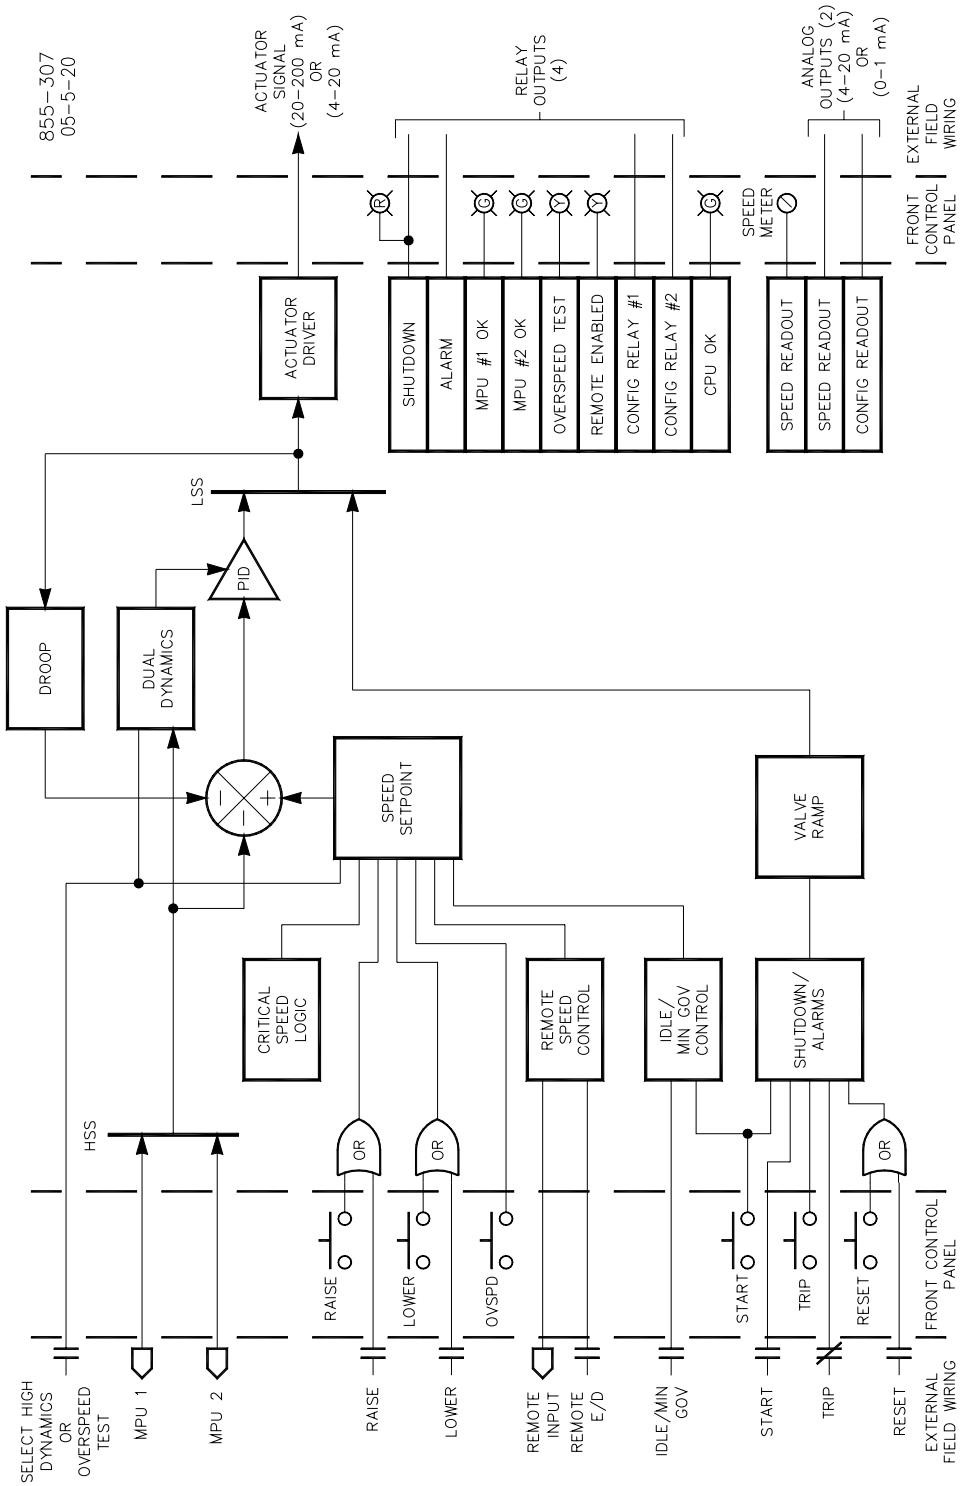 SELECT HIGH
DYNAMICS
OR
OVERSPEED
TEST
MPU 1
MPU 2
RAISE
LOWER
REMOTE
INPUT
REMOTE
E/D
IDLE/MIN
GOV
START
TRIP
RESET
EXTERNAL
FIELD WIRING
RAISE
LOWER
OVSPD
START
TRIP
RESET
FRONT CONTROL
PANEL
HSS
OR
OR
OR
CRITICAL
SPEED
LOGIC
REMOTE
SPEED
CONTROL
IDLE/
MIN GOV
CONTROL
SHUTDOWN/
ALARMS
SPEED
SETPOINT
VALVE
RAMP
−
−
+
DROOP
DUAL
DYNAMICS
PID
LSS
ACTUATOR
DRIVER
SHUTDOWN
ALARM
MPU #1 OK
MPU #2 OK
OVERSPEED TEST
REMOTE ENABLED
CONFIG RELAY #1
CONFIG RELAY #2
CPU OK
SPEED READOUT
SPEED READOUT
CONFIG READOUT
R
G
G
Y
Y
G
SPEED
METER
FRONT
CONTROL
PANEL
855-307
05-5-20
ACTUATOR
SIGNAL
(20-200 mA)
OR
(4-20 mA)
RELAY
OUTPUTS
(4)
ANALOG
OUTPUTS (2)
(4-20 mA)
OR
(0-1 mA)
EXTERNAL
FIELD
WIRING